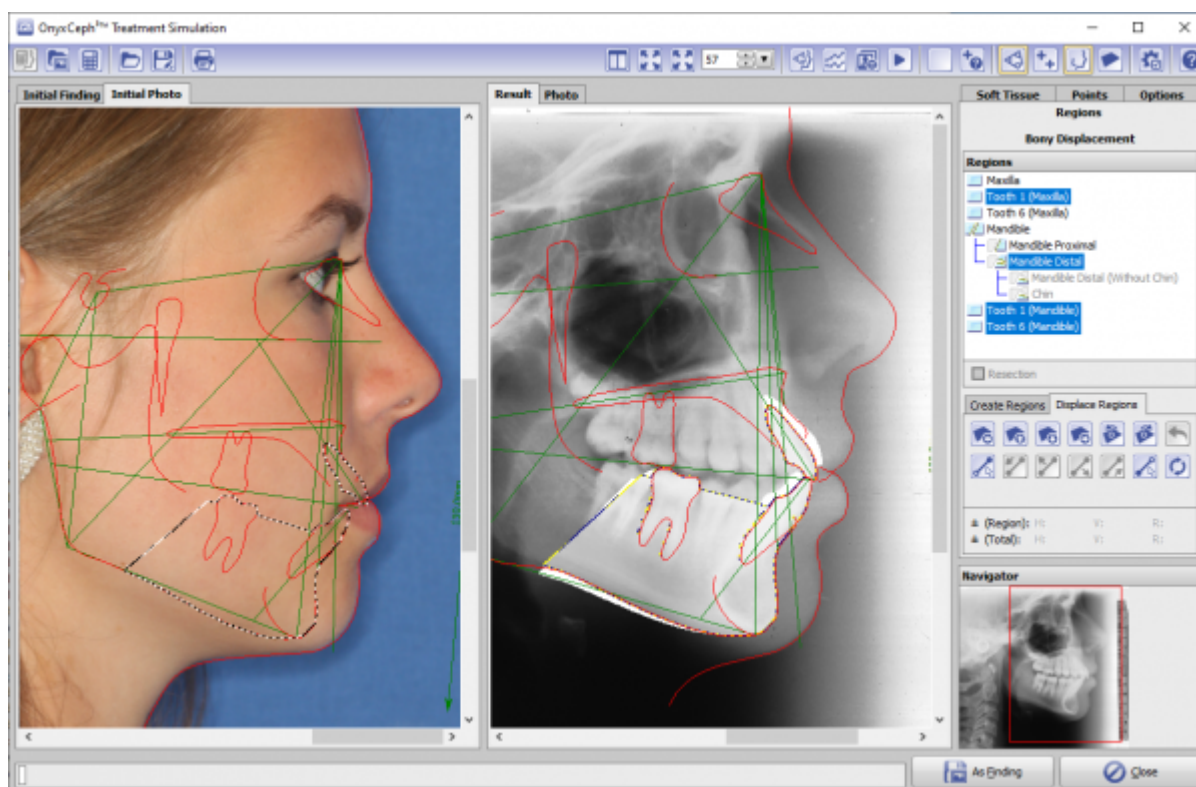 OnyxCeph³™ Treatment Simulation
57
Initial Finding
Initial Photo
Result
Photo
Soft Tissue
Points
Options
Regions
Bony Displacement
Regions
Maxilla
Tooth 1 (Maxilla)
Tooth 6 (Maxilla)
Mandible
Mandible Proximal
Mandible Distal
Mandible Distal (Without Chin)
Chin
Tooth 1 (Mandible)
Tooth 6 (Mandible)
Resection
Create Regions
Displace Regions
(Region): H: V: R:
(Total): H: V: R:
Navigator
As Finding
Close